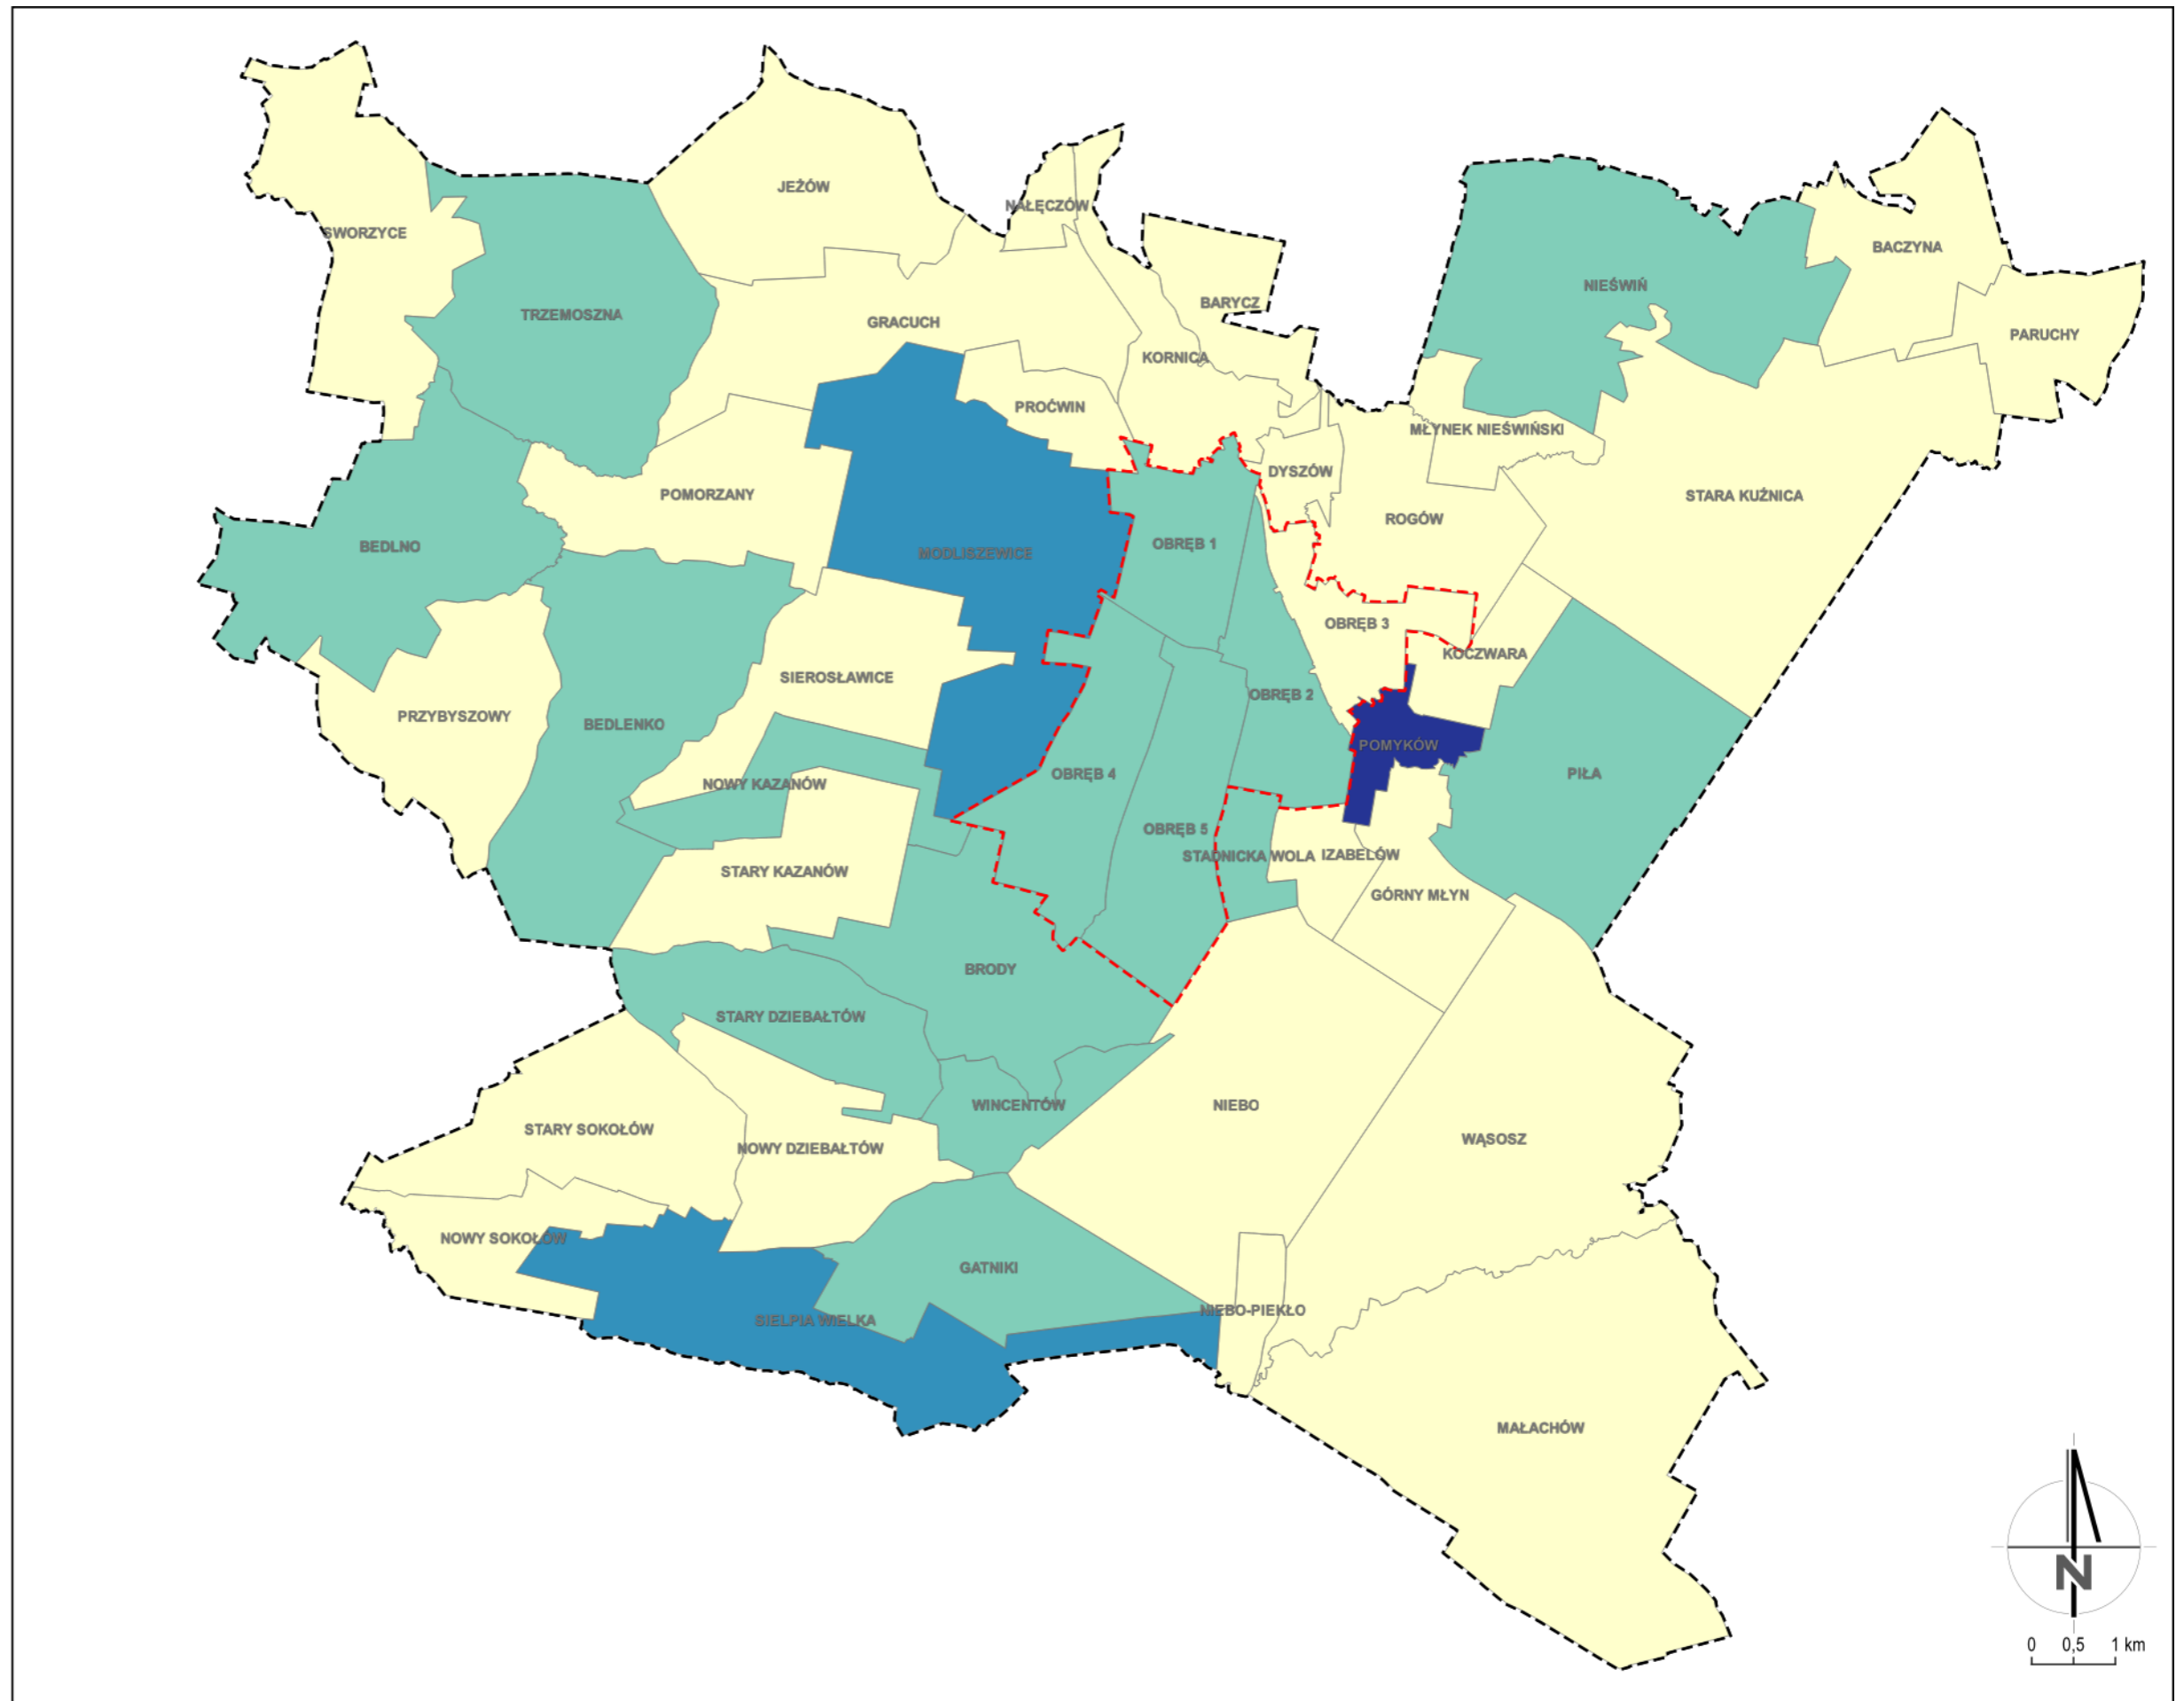 JEŻÓW
NAŁĘCZÓW
SWORZYCE
BACZYNA
NIEŚWIŃ
BARYCZ
TRZEMOSZNA
GRACUCH
PARUCHY
KORNICA
PROĆWIN
MŁYNEK NIEŚWIŃSKI
DYSZÓW
POMORZANY
STARA KUŹNICA
ROGÓW
BEDLNO
MODLISZEWICE
OBRĘB 1
OBRĘB 3
KOCZWARA
SIEROSŁAWICE
OBRĘB 2
PRZYBYSZOWY
BEDLENKO
POMYKÓW
OBRĘB 4
PIŁA
NOWY KAZANÓW
OBRĘB 5
STADNICKA WOLA
IZABELÓW
STARY KAZANÓW
GÓRNY MŁYN
BRODY
STARY DZIEBAŁTÓW
WINCENTÓW
NIEBO
STARY SOKOŁÓW
WĄSOSZ
NOWY DZIEBAŁTÓW
NOWY SOKOŁÓW
GATNIKI
NIEBO-PIEKŁO
SIELPIA WIELKA
MAŁACHÓW
N
0 0,5 1 km